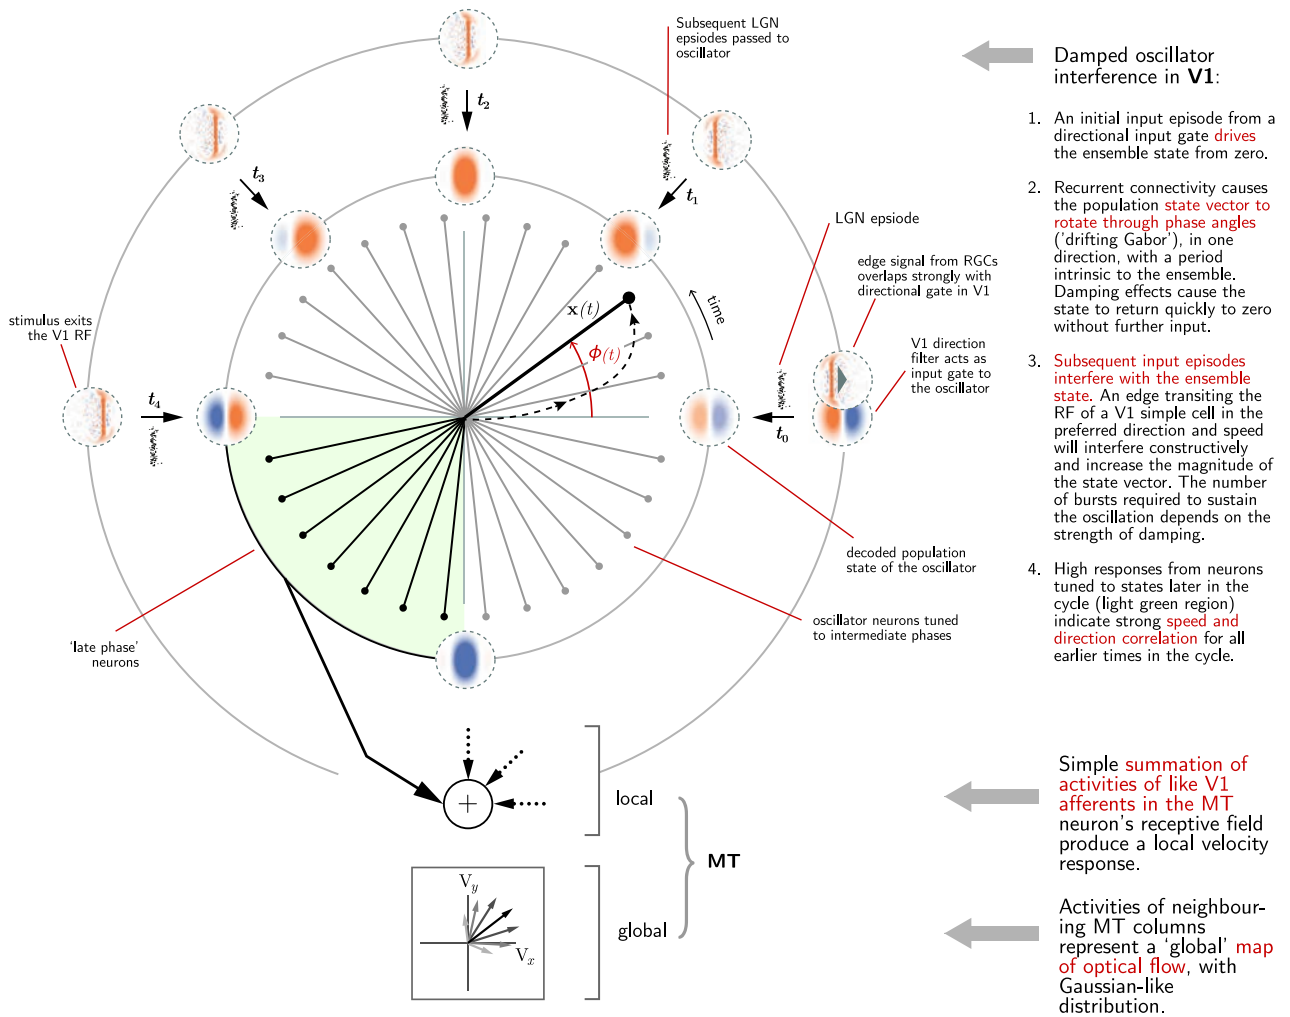 Subsequent LGN
epsiodes passed to
oscillator
t2
t3
t1
LGN epsiode
edge signal from RGCs
overlaps strongly with
directional gate in V1
x(t)
time
stimulus exits
the V1 RF
ϕ(t)
V1 direction
filter acts as
input gate to
the oscillator
t4
t0
decoded population
state of the oscillator
oscillator neurons tuned
to intermediate phases
'late phase'
neurons
+
local
MT
global
Vy
Vx
Damped oscillator
interference in V1:
1. An initial input episode from a
directional input gate drives
the ensemble state from zero.
2. Recurrent connectivity causes
the population state vector to
rotate through phase angles
('drifting Gabor'), in one
direction, with a period
intrinsic to the ensemble.
Damping effects cause the
state to return quickly to zero
without further input.
3. Subsequent input episodes
interfere with the ensemble
state. An edge transiting the
RF of a V1 simple cell in the
preferred direction and speed
will interfere constructively
and increase the magnitude of
the state vector. The number
of bursts required to sustain
the oscillation depends on the
strength of damping.
4. High responses from neurons
tuned to states later in the
cycle (light green region)
indicate strong speed and
direction correlation for all
earlier times in the cycle.
Simple summation of
activities of like V1
afferents in the MT
neuron's receptive field
produce a local velocity
response.
Activities of neighbour-
ing MT columns
represent a 'global' map
of optical flow, with
Gaussian-like
distribution.